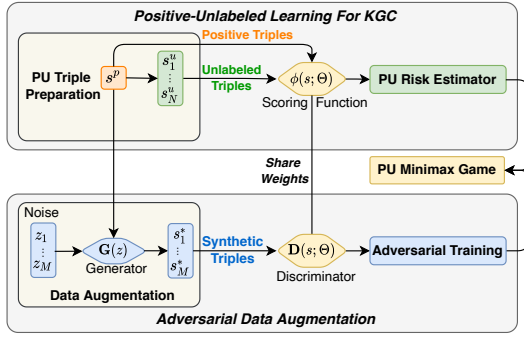 Positive-Unlabeled Learning For KGC
Positive Triples
PU Triple
Preparation
s^p
s_1^u
⋮
s_N^u
Unlabeled
Triples
ϕ(s; Θ)
Scoring Function
PU Risk Estimator
Share
Weights
PU Minimax Game
Noise
z_1
⋮
z_M
G(z)
Generator
s_1^*
⋮
s_M^*
Synthetic
Triples
D(s; Θ)
Discriminator
Adversarial Training
Data Augmentation
Adversarial Data Augmentation